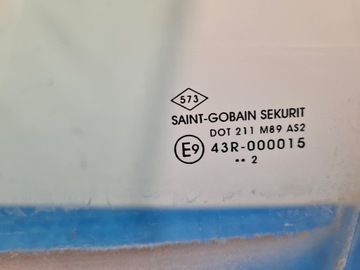 573
SAINT-GOBAIN SEKURIT
DOT 211 M89 AS2
E9 43R-000015
•• 2